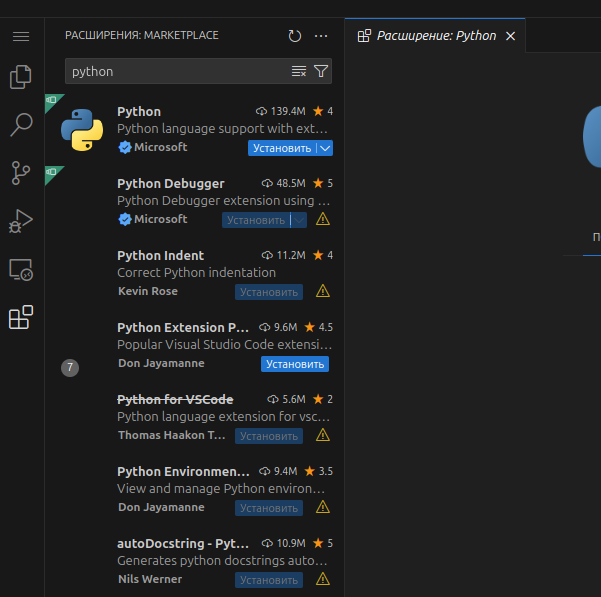 РАСШИРЕНИЯ: MARKETPLACE
Расширение: Python
python
Python 139.4M 4
Python language support with ext...
Microsoft Установить
Python Debugger 48.5M 5
Python Debugger extension using ...
Microsoft Установить
П
Python Indent 11.2M 4
Correct Python indentation
Kevin Rose Установить
Python Extension P... 9.6M 4.5
Popular Visual Studio Code extensi...
Don Jayamanne Установить
7
Python for VSCode 5.6M 2
Python language extension for vsc...
Thomas Haakon T... Установить
Python Environmen... 9.4M 3.5
View and manage Python environ...
Don Jayamanne Установить
autoDocstring - Pyt... 10.9M 5
Generates python docstrings auto...
Nils Werner Установить